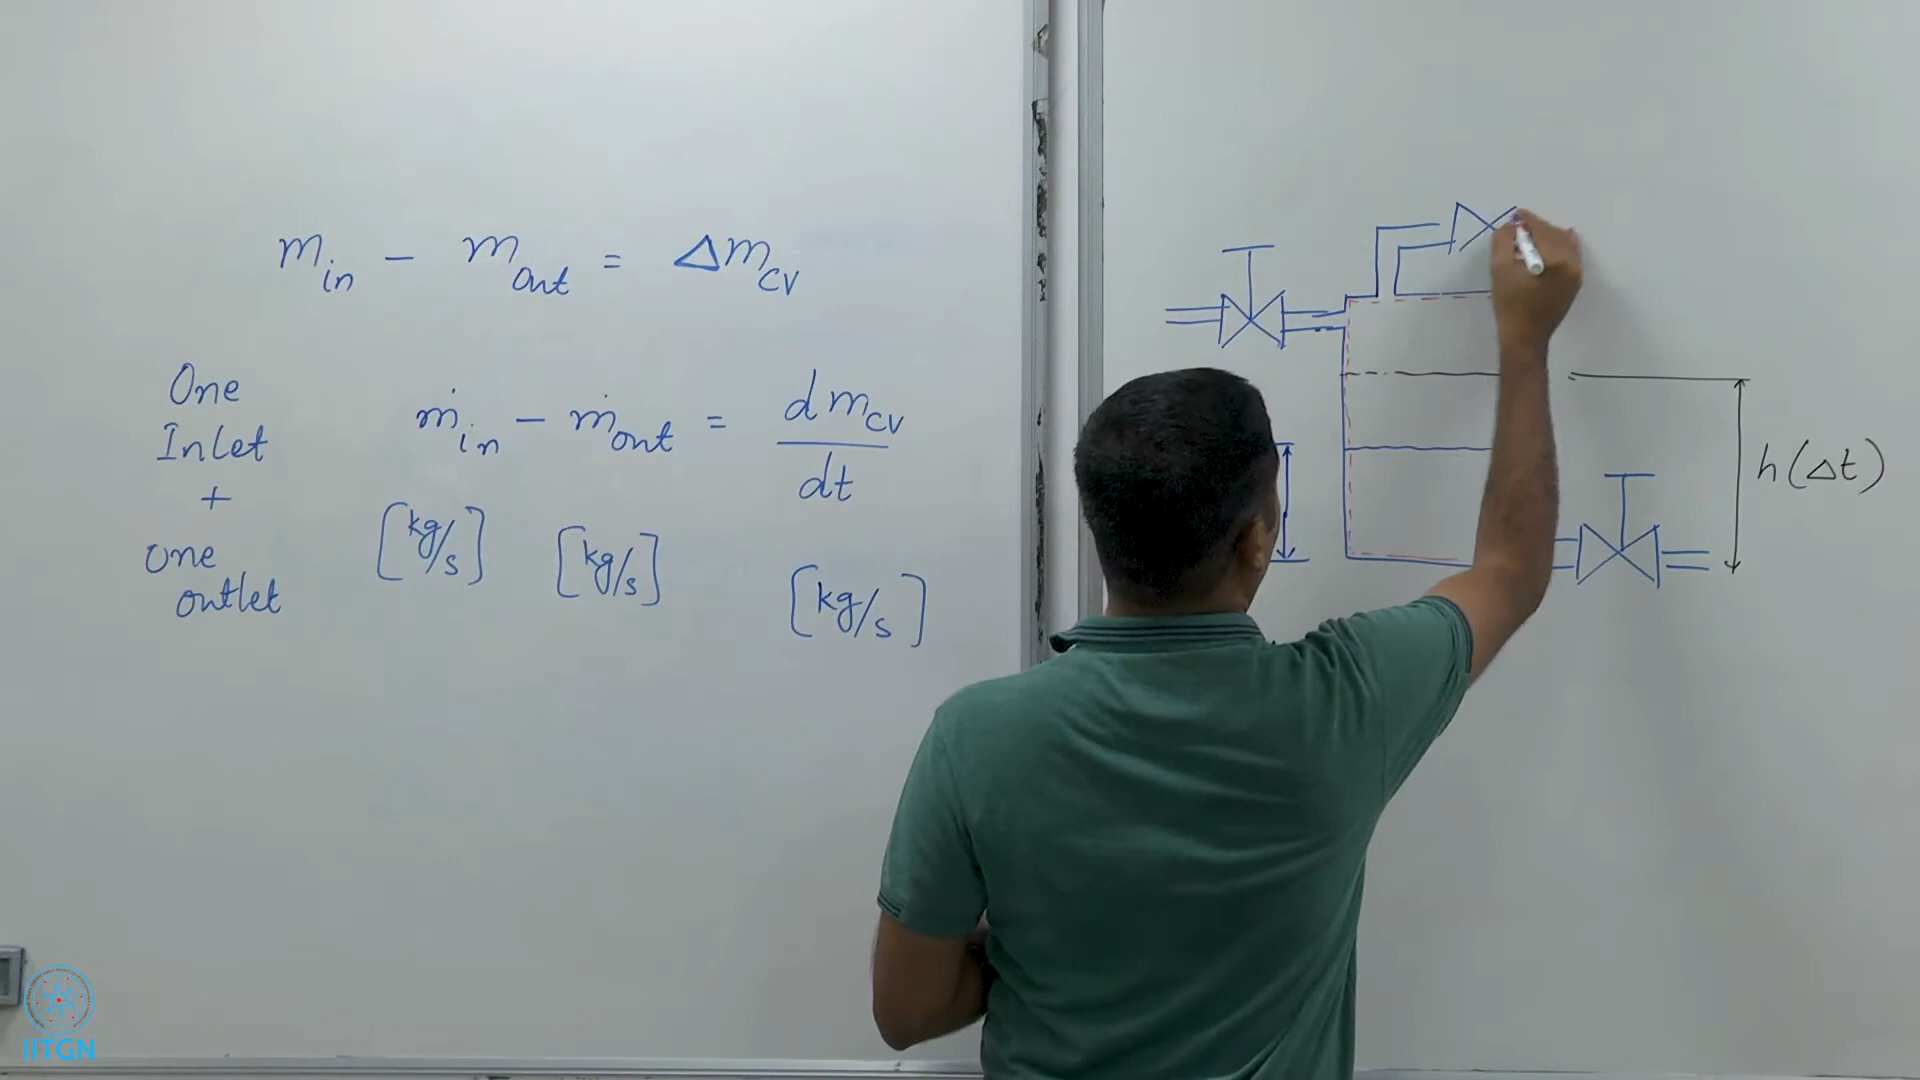 m_in - m_out = Δm_cv
One
Inlet
+
one
outlet
ṁ_in - ṁ_out = dm_cv/dt
[kg/s] [kg/s] [kg/s]
h(Δt)
IITGN